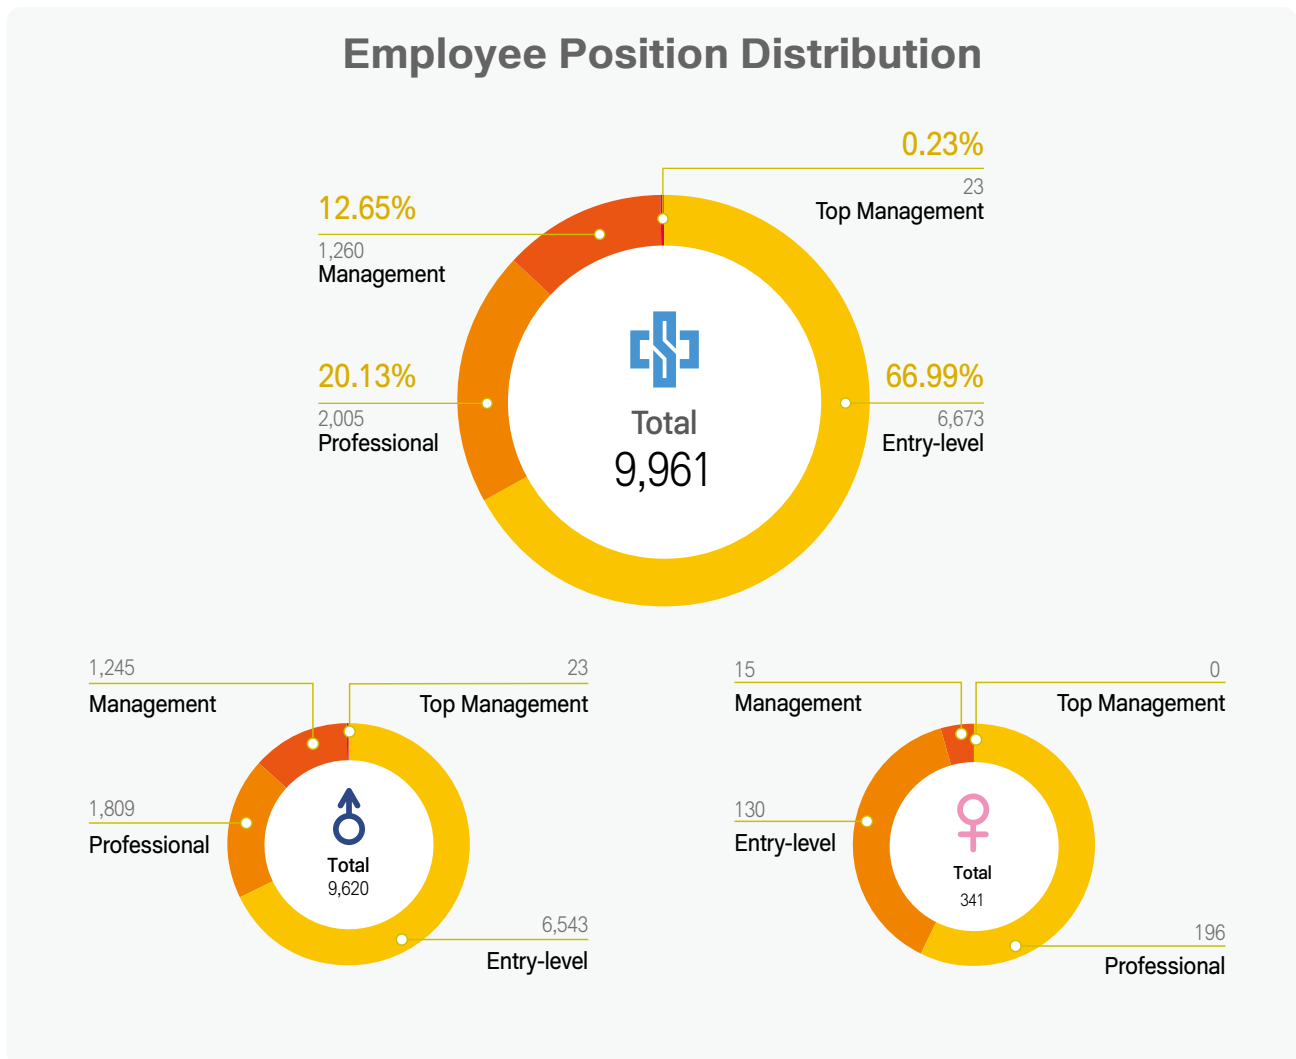 Employee Position Distribution
0.23%
23
Top Management
12.65%
1,260
Management
20.13%
2,005
Professional
66.99%
6,673
Entry-level
Total
9,961
1,245
Management
23
Top Management
1,809
Professional
Total
9,620
6,543
Entry-level
15
Management
0
Top Management
130
Entry-level
Total
341
196
Professional